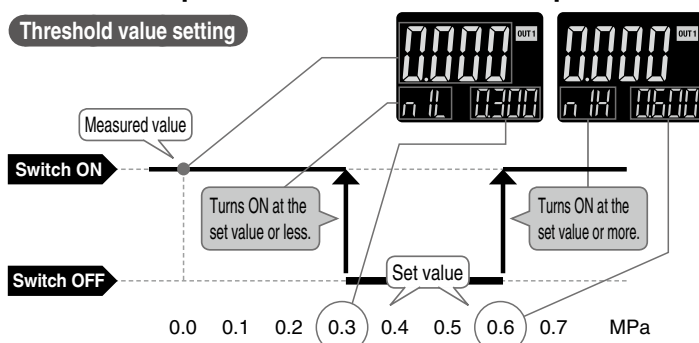 Threshold value setting
0.000
OUT1
n 1L
0.300
0.000
OUT1
n 1H
0.600
Measured value
Switch ON
Turns ON at the
set value or less.
Turns ON at the
set value or more.
Switch OFF
Set value
0.0 0.1 0.2 0.3 0.4 0.5 0.6 0.7 MPa